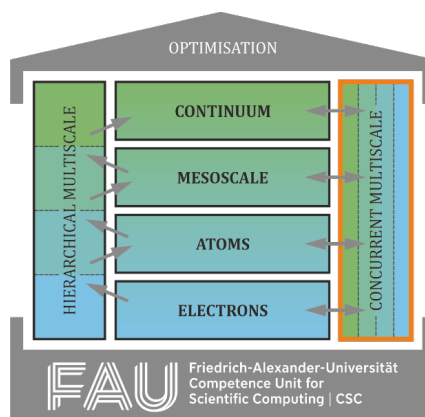 OPTIMISATION
HIERARCHICAL MULTISCALE
CONTINUUM
MESOSCALE
ATOMS
ELECTRONS
CONCURRENT MULTISCALE
FAU
Friedrich-Alexander-Universität
Competence Unit for
Scientific Computing | CSC